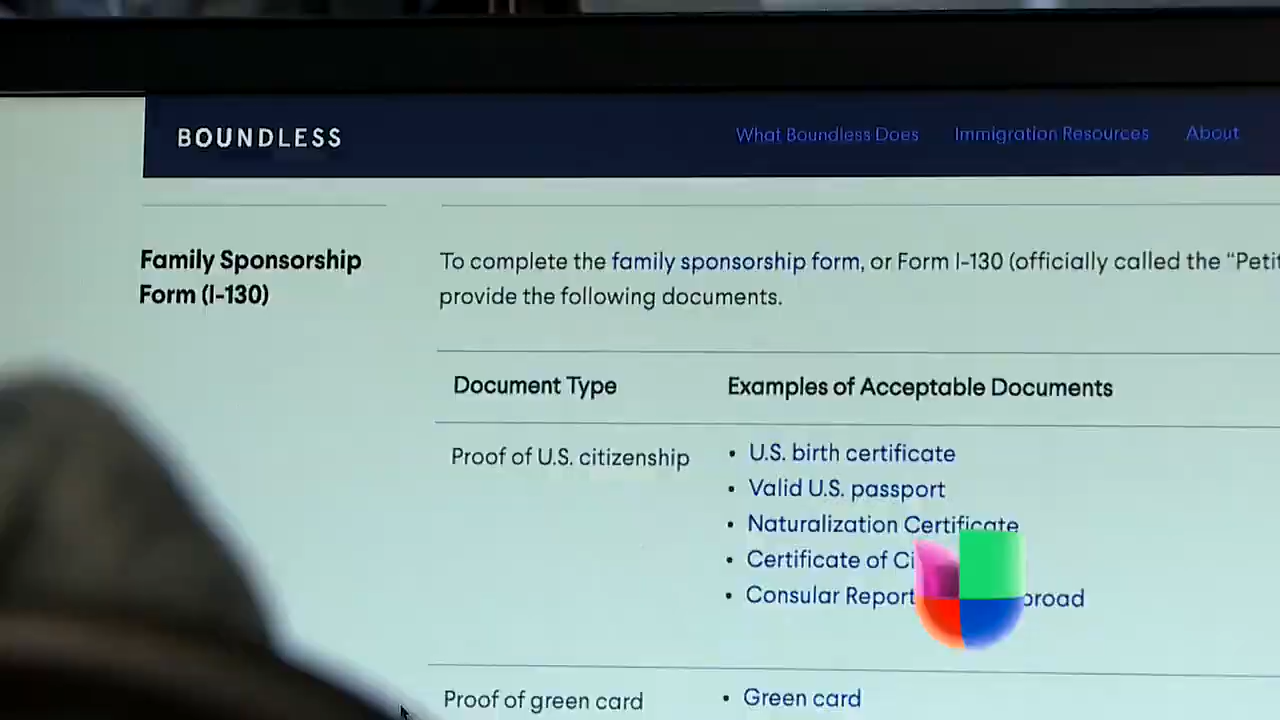 BOUNDLESS
What Boundless Does Immigration Resources About
Family Sponsorship
Form (I-130)
To complete the family sponsorship form, or Form I-130 (officially called the “Petit
provide the following documents.
Document Type Examples of Acceptable Documents
Proof of U.S. citizenship
• U.S. birth certificate
• Valid U.S. passport
• Naturalization Certificate
• Certificate of Ci
• Consular Report broad
Proof of green card • Green card